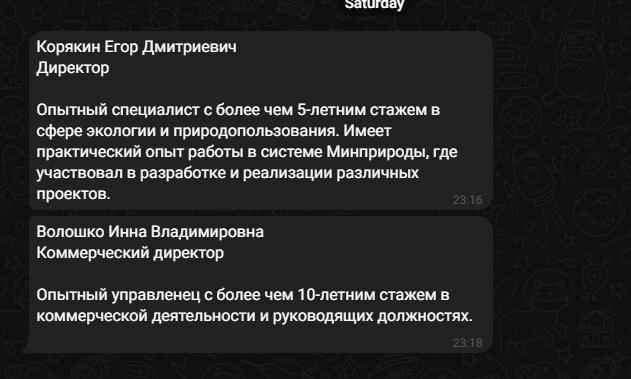 Saturday
Корякин Егор Дмитриевич
Директор
Опытный специалист с более чем 5-летним стажем в
сфере экологии и природопользования. Имеет
практический опыт работы в системе Минприроды, где
участвовал в разработке и реализации различных
проектов.
23:16
Волошко Инна Владимировна
Коммерческий директор
Опытный управленец с более чем 10-летним стажем в
коммерческой деятельности и руководящих должностях.
23:18